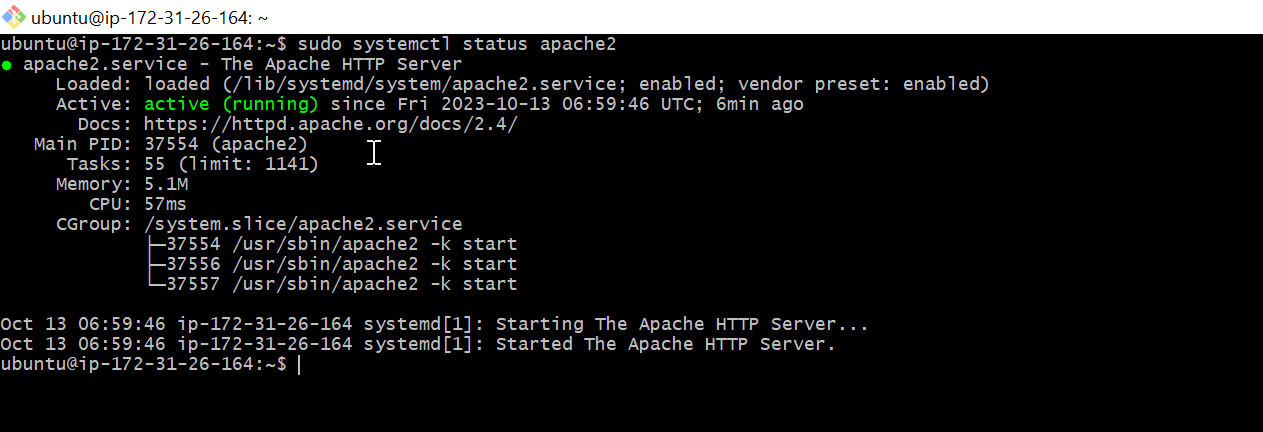 ubuntu@ip-172-31-26-164: ~
ubuntu@ip-172-31-26-164:~$ sudo systemctl status apache2
● apache2.service - The Apache HTTP Server
     Loaded: loaded (/lib/systemd/system/apache2.service; enabled; vendor preset: enabled)
     Active: active (running) since Fri 2023-10-13 06:59:46 UTC; 6min ago
       Docs: https://httpd.apache.org/docs/2.4/
   Main PID: 37554 (apache2)
      Tasks: 55 (limit: 1141)
     Memory: 5.1M
        CPU: 57ms
     CGroup: /system.slice/apache2.service
             ├─37554 /usr/sbin/apache2 -k start
             ├─37556 /usr/sbin/apache2 -k start
             └─37557 /usr/sbin/apache2 -k start
Oct 13 06:59:46 ip-172-31-26-164 systemd[1]: Starting The Apache HTTP Server...
Oct 13 06:59:46 ip-172-31-26-164 systemd[1]: Started The Apache HTTP Server.
ubuntu@ip-172-31-26-164:~$